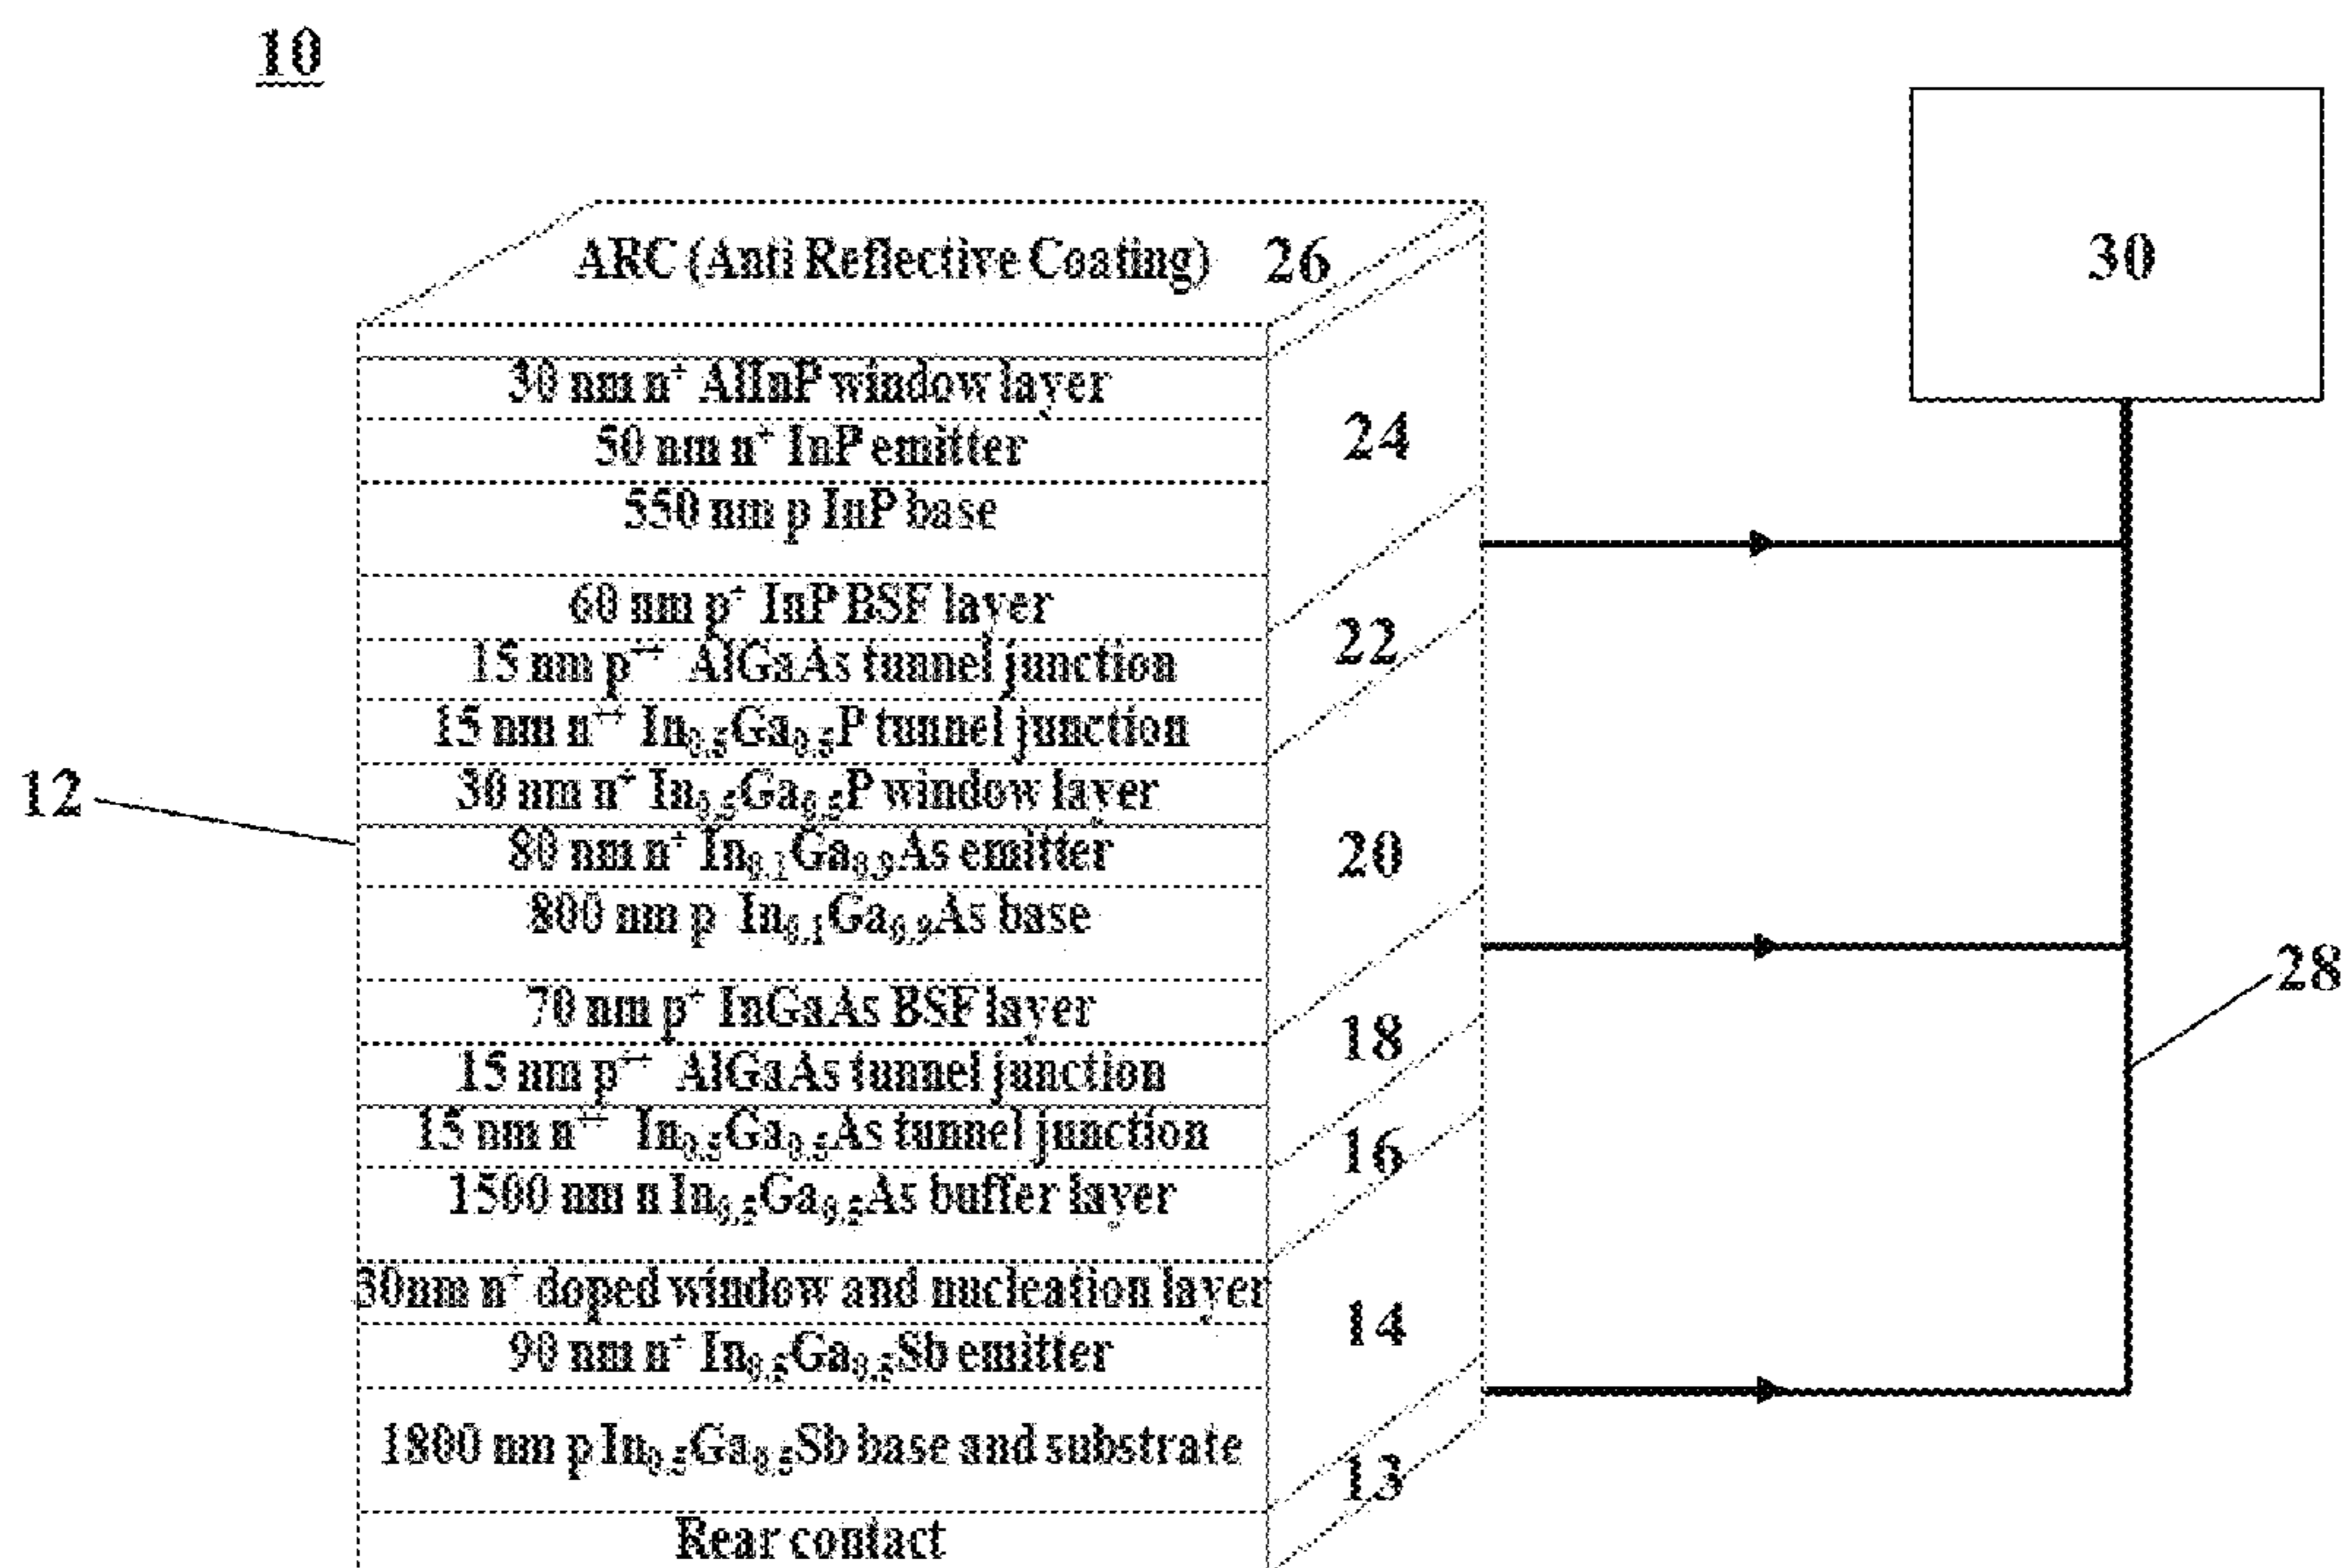 10
30
ARC (Anti Reflective Coating) 26
30 nm n⁺ AlInP window layer
50 nm n⁺ InP emitter
24
550 nm p InP base
60 nm p⁺ InP BSF layer
22
15 nm p⁺⁺ AlGaAs tunnel junction
15 nm n⁺⁺ In₀.₅Ga₀.₅P tunnel junction
12
30 nm n⁺ In₀.₅Ga₀.₅P window layer
80 nm n⁺ In₀.₁Ga₀.₉As emitter
20
800 nm p In₀.₁Ga₀.₉As base
28
70 nm p⁺ InGaAs BSF layer
18
15 nm p⁺⁺ AlGaAs tunnel junction
15 nm n⁺⁺ In₀.₅Ga₀.₅As tunnel junction
16
1500 nm n In₀.₅Ga₀.₅As buffer layer
30nm n⁺ doped window and nucleation layer
14
90 nm n⁺ In₀.₅Ga₀.₅Sb emitter
1800 nm p In₀.₅Ga₀.₅Sb base and substrate
13
Rear contact